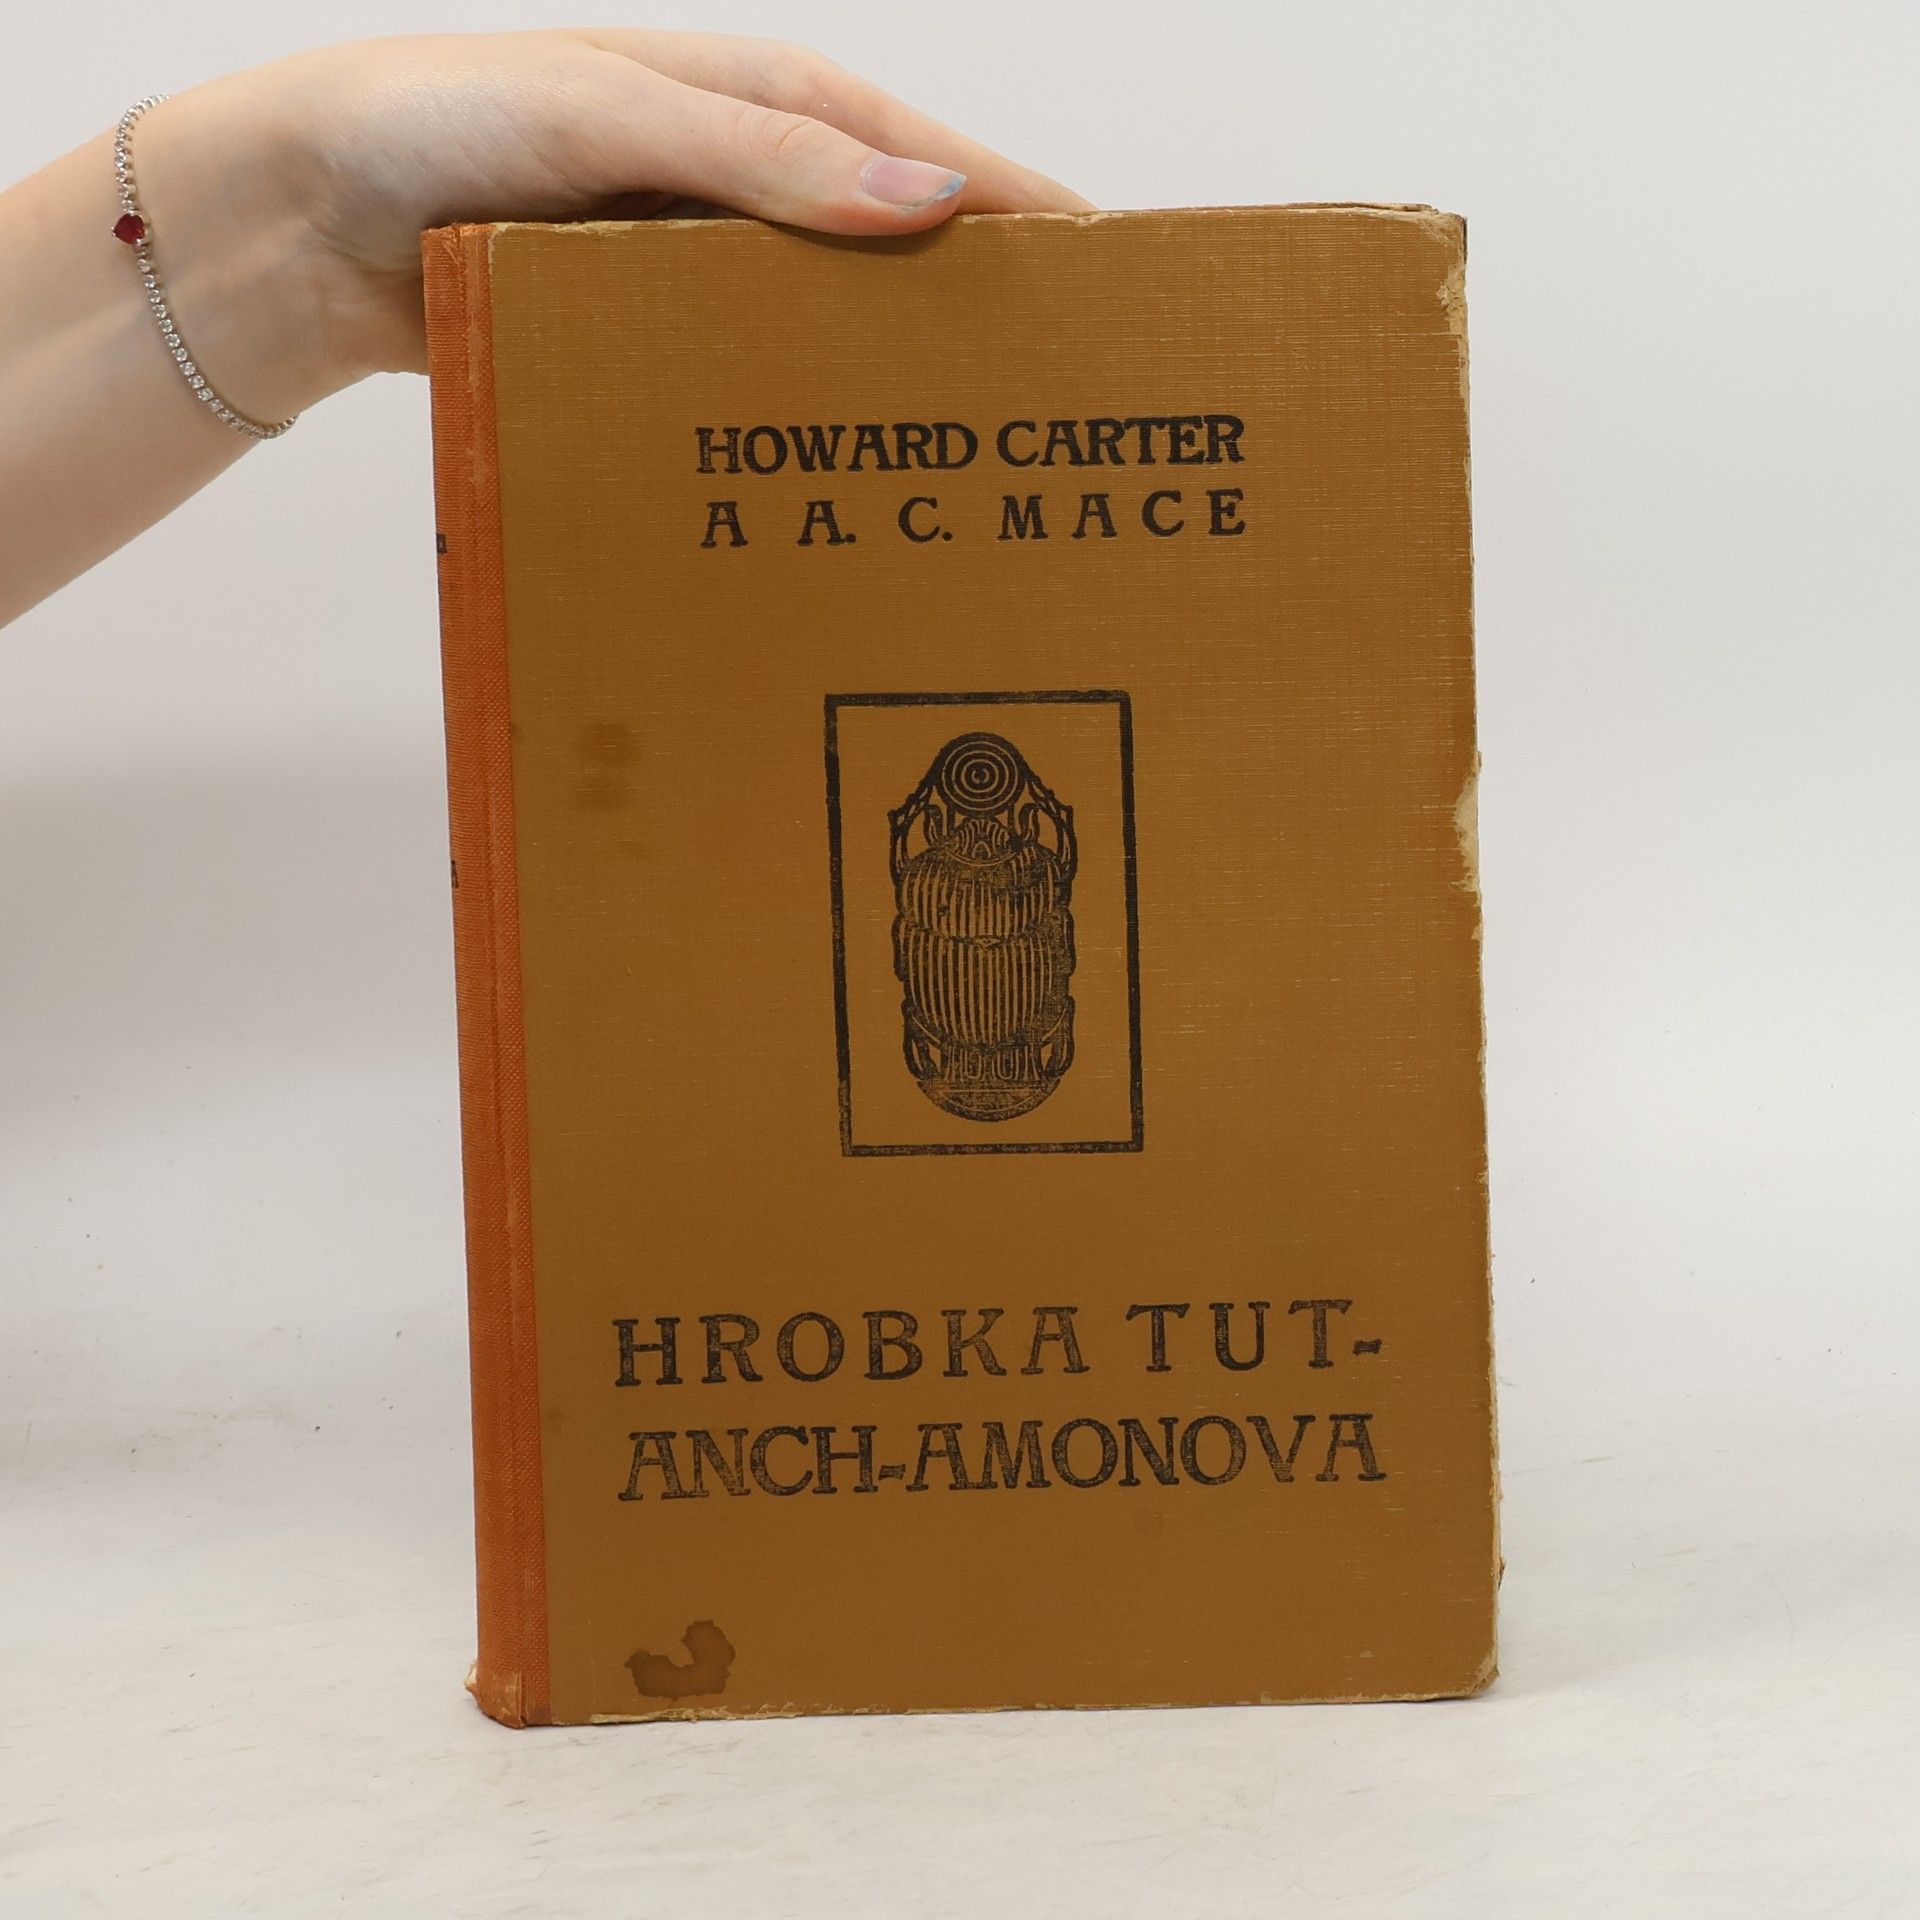 HOWARD CARTER
A A. C. MACE
HROBKA TUT-
ANCH-AMONOVA